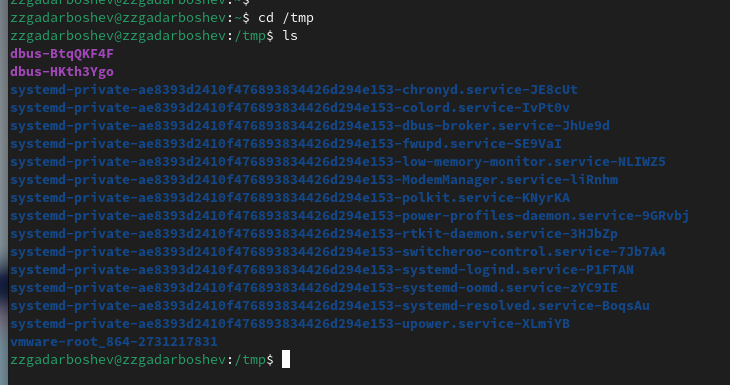 zzgadarboshev@zzgadarboshev:~$
zzgadarboshev@zzgadarboshev:~$ cd /tmp
zzgadarboshev@zzgadarboshev:/tmp$ ls
dbus-BtqQKF4F
dbus-HKth3Ygo
systemd-private-ae8393d2410f476893834426d294e153-chronyd.service-JE8cUt
systemd-private-ae8393d2410f476893834426d294e153-colord.service-IvPt0v
systemd-private-ae8393d2410f476893834426d294e153-dbus-broker.service-JhUe9d
systemd-private-ae8393d2410f476893834426d294e153-fwupd.service-SE9VaI
systemd-private-ae8393d2410f476893834426d294e153-low-memory-monitor.service-NLIWZ5
systemd-private-ae8393d2410f476893834426d294e153-ModemManager.service-liRnhm
systemd-private-ae8393d2410f476893834426d294e153-polkit.service-KNyrKA
systemd-private-ae8393d2410f476893834426d294e153-power-profiles-daemon.service-9GRvbj
systemd-private-ae8393d2410f476893834426d294e153-rtkit-daemon.service-3HJbZp
systemd-private-ae8393d2410f476893834426d294e153-switcheroo-control.service-7Jb7A4
systemd-private-ae8393d2410f476893834426d294e153-systemd-logind.service-P1FTAN
systemd-private-ae8393d2410f476893834426d294e153-systemd-oomd.service-zYC9IE
systemd-private-ae8393d2410f476893834426d294e153-systemd-resolved.service-BoqsAu
systemd-private-ae8393d2410f476893834426d294e153-upower.service-XLmiYB
vmware-root_864-2731217831
zzgadarboshev@zzgadarboshev:/tmp$